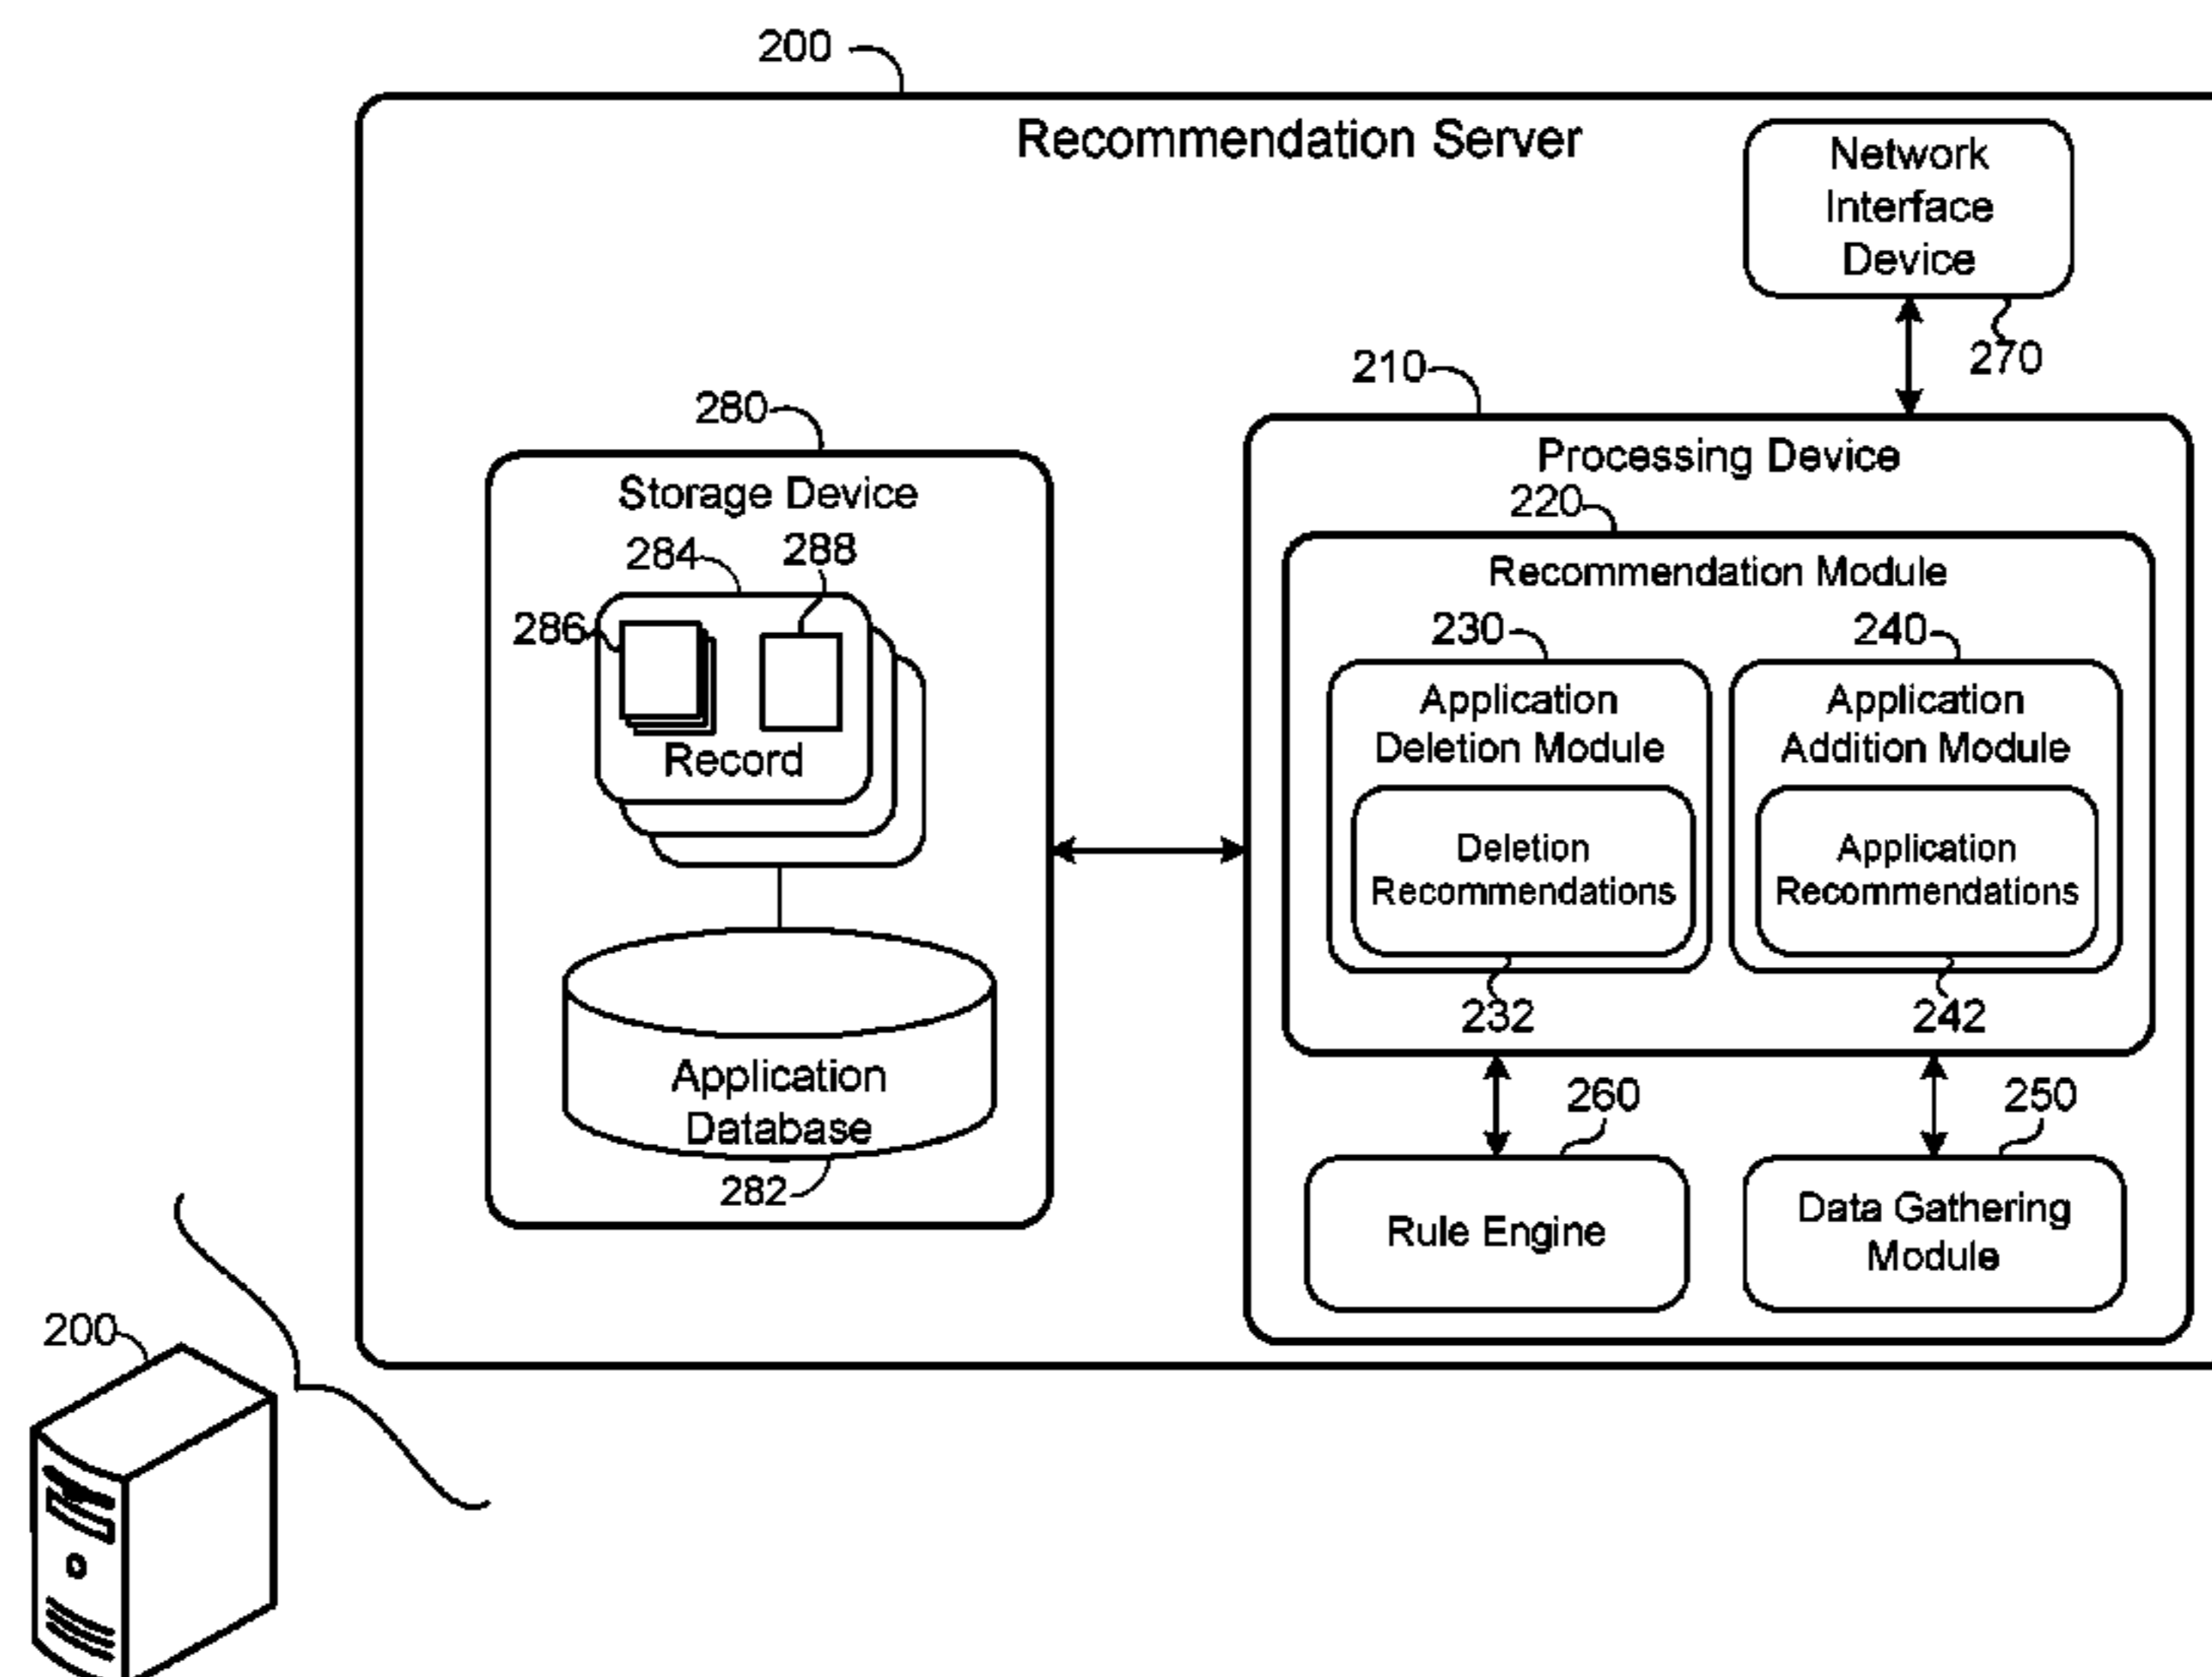 200
Recommendation Server
Network
Interface
Device
270
210
280
Processing Device
Storage Device
220
284
288
Recommendation Module
286
230
240
Application
Deletion Module
Application
Addition Module
Record
Deletion
Recommendations
Application
Recommendations
232
242
Application
Database
282
260
250
Rule Engine
Data Gathering
Module
200